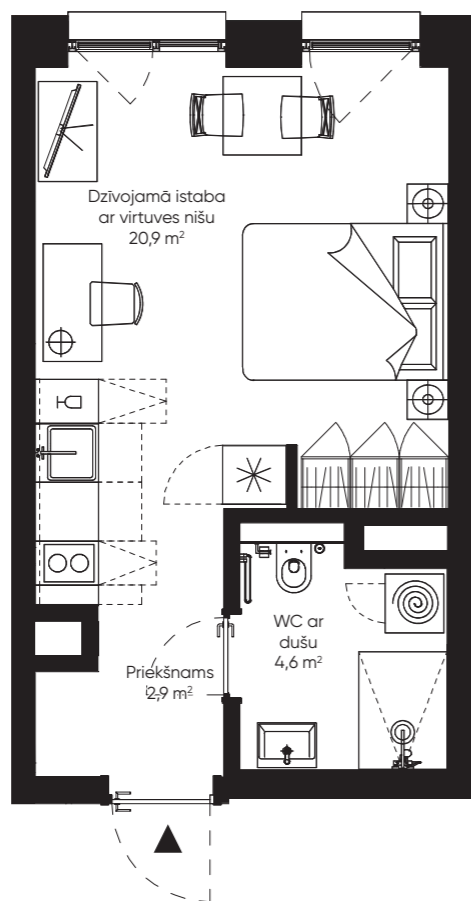 Dzīvojamā istaba
ar virtuves nišu
20,9 m²
WC ar
dušu
4,6 m²
Priekšnams
2,9 m²